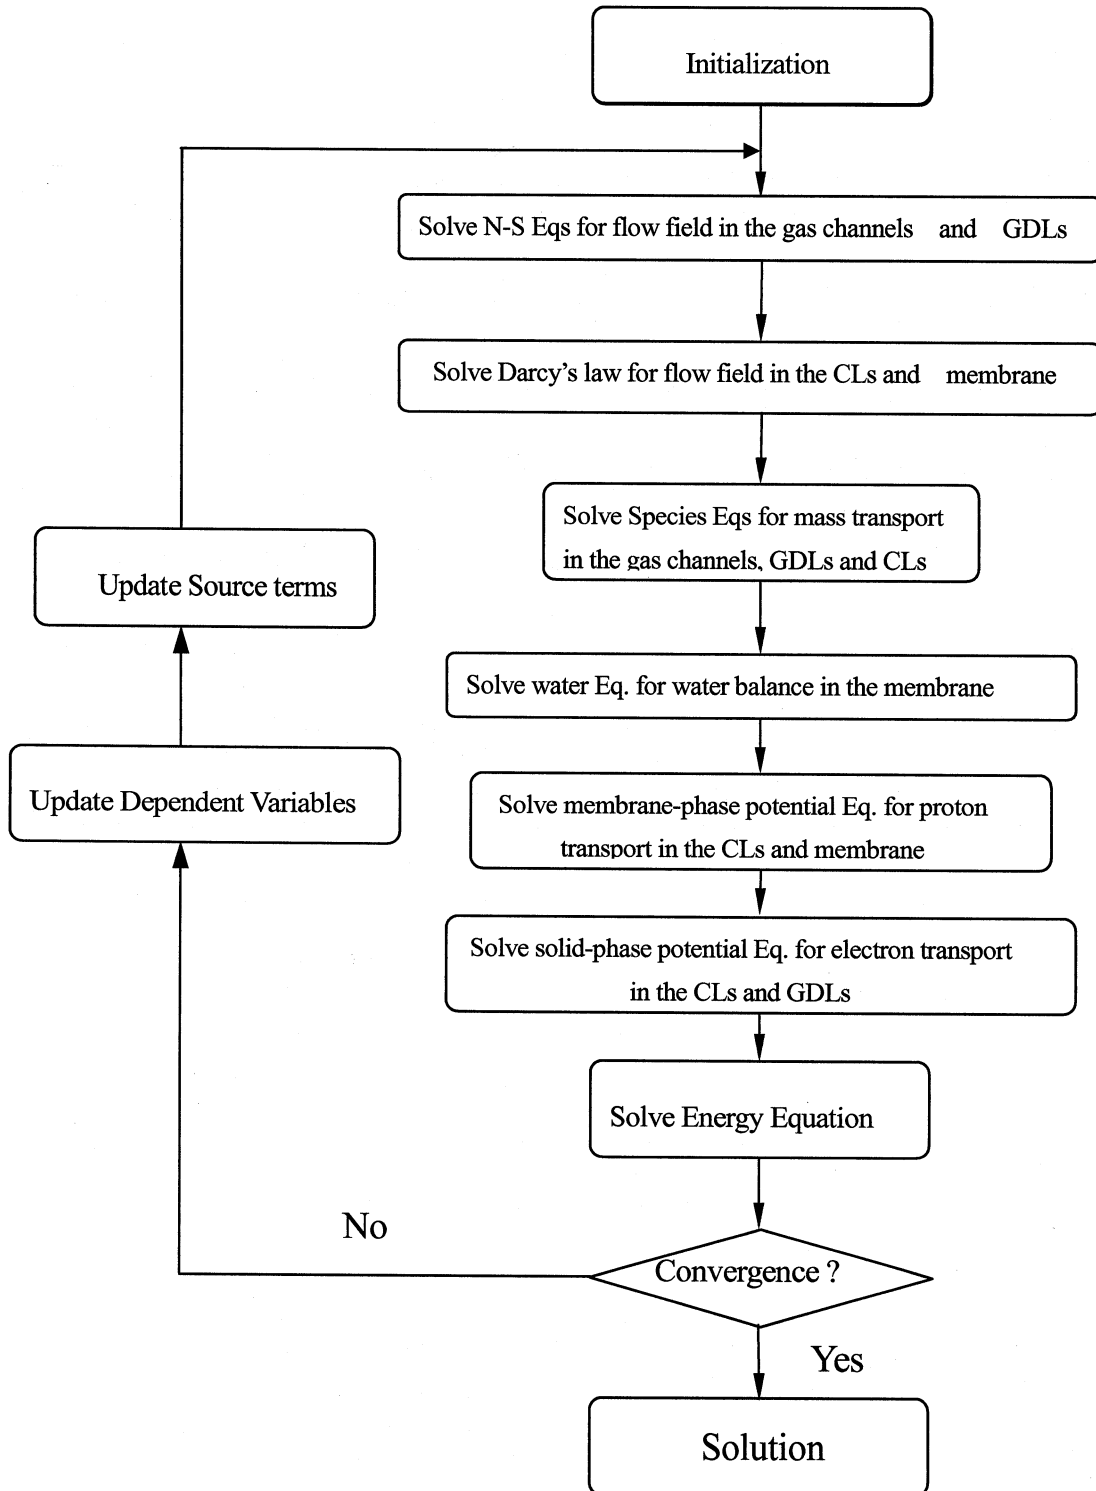 Initialization
Solve N-S Eqs for flow field in the gas channels and GDLs
Solve Darcy's law for flow field in the CLs and membrane
Solve Species Eqs for mass transport
in the gas channels, GDLs and CLs
Update Source terms
Solve water Eq. for water balance in the membrane
Update Dependent Variables
Solve membrane-phase potential Eq. for proton
transport in the CLs and membrane
Solve solid-phase potential Eq. for electron transport
in the CLs and GDLs
Solve Energy Equation
No
Convergence ?
Yes
Solution